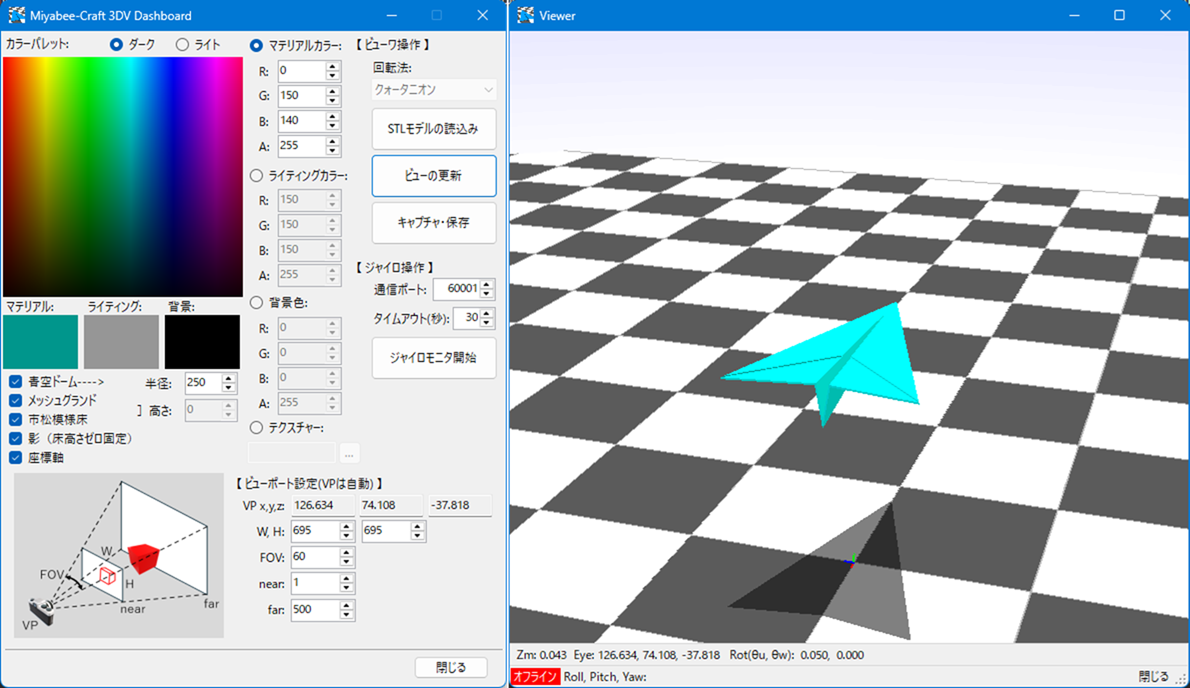 Miyabee-Craft 3DV Dashboard
カラーパレット: ダーク ライト
マテリアル: ライティング: 背景:
青空ドーム----> 半径: 250
メッシュグランド
] 高さ: 0
市松模様床
影（床高さゼロ固定）
座標軸
W
FOV
H
near
far
VP
マテリアルカラー:
R: 0
G: 150
B: 140
A: 255
ライティングカラー:
R: 150
G: 150
B: 150
A: 255
背景色:
R: 0
G: 0
B: 0
A: 255
テクスチャー:
...
【 ビューワ操作 】
回転法:
クォータニオン
STLモデルの読込み
ビューの更新
キャプチャ・保存
【 ジャイロ操作 】
通信ポート: 60001
タイムアウト(秒): 30
ジャイロモニタ開始
【 ビューポート設定(VPは自動) 】
VP x,y,z: 126.634 74.108 -37.818
W, H: 695 695
FOV: 60
near: 1
far: 500
閉じる
Viewer
Zm: 0.043 Eye: 126.634, 74.108, -37.818 Rot(θu, θw): 0.050, 0.000
オフライン Roll, Pitch, Yaw: 閉じる